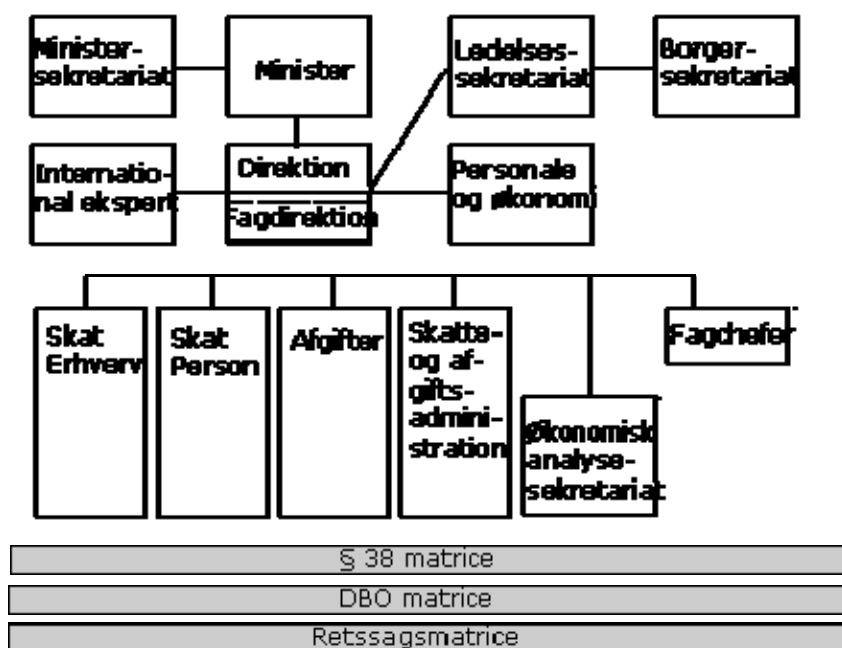 Minister-
sekretariat
Minister
Ledelses-
sekretariat
Borger-
sekretariat
Internatio-
nal ekspert
Direktion
Fagdirektion
Personale
og økonomi
Skat
Erhverv
Skat
Person
Afgifter
Skatte-
og af-
gifts-
admini-
stration
Økonomisk
analyse-
sekretariat
Fagchefer
§ 38 matrice
DBO matrice
Retssagsmatrice